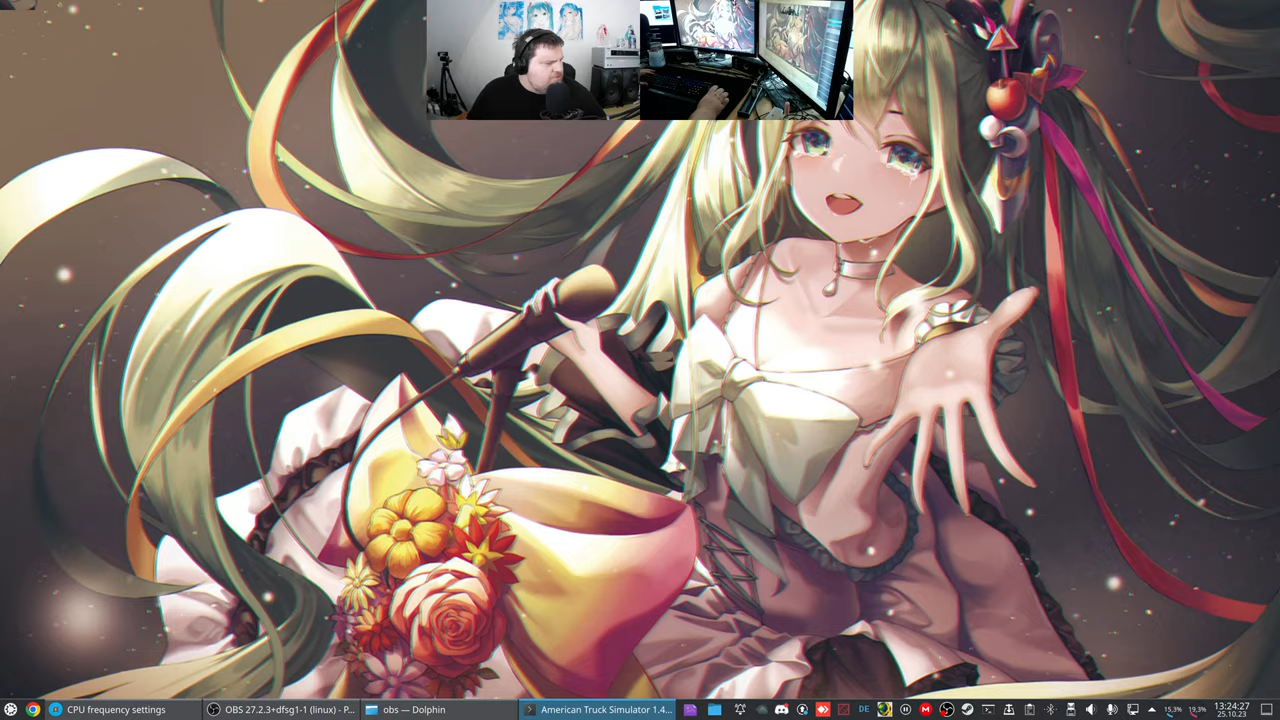 CPU frequency settings
OBS 27.2.3+dfsg1-1 (linux) - P...
obs — Dolphin
American Truck Simulator 1.4...
DE
15,3%
19,3%
13:24:27
25.10.23